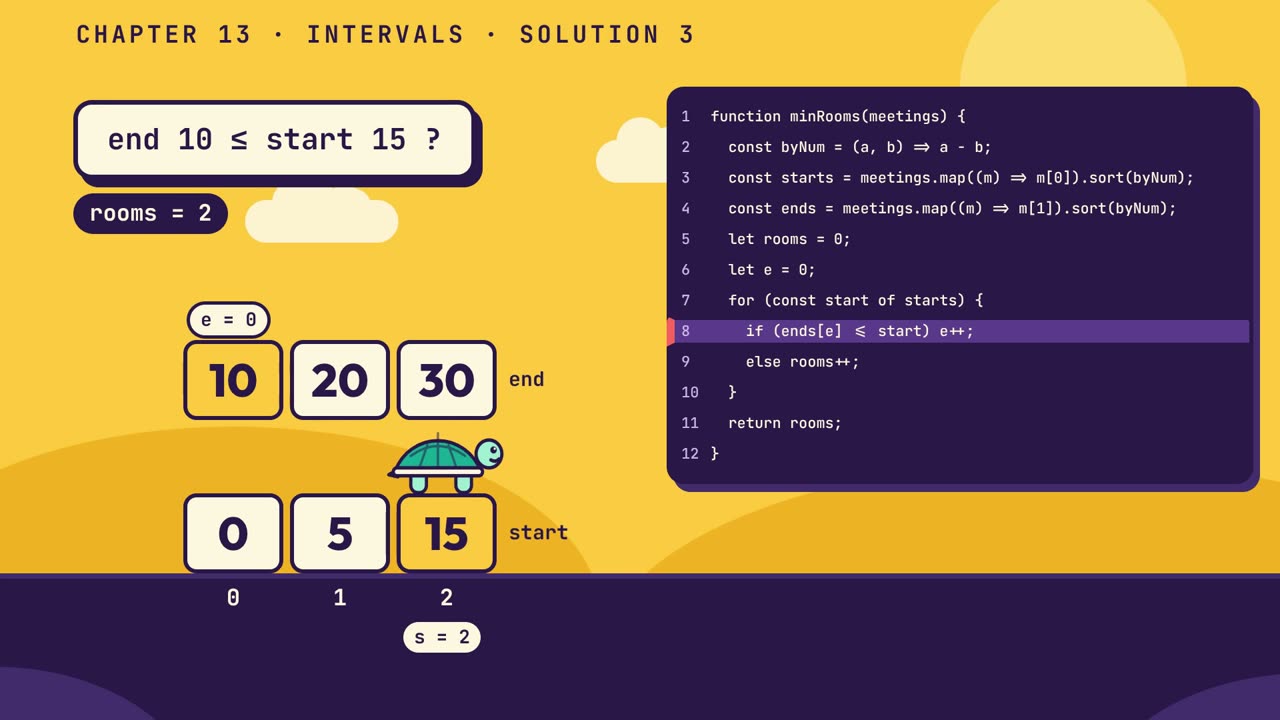 CHAPTER 13 · INTERVALS · SOLUTION 3
end 10 ≤ start 15 ?
rooms = 2
e = 0
10 20 30 end
0 5 15 start
0 1 2
s = 2
1 function minRooms(meetings) {
2 const byNum = (a, b) => a - b;
3 const starts = meetings.map((m) => m[0]).sort(byNum);
4 const ends = meetings.map((m) => m[1]).sort(byNum);
5 let rooms = 0;
6 let e = 0;
7 for (const start of starts) {
8 if (ends[e] <= start) e++;
9 else rooms++;
10 }
11 return rooms;
12 }